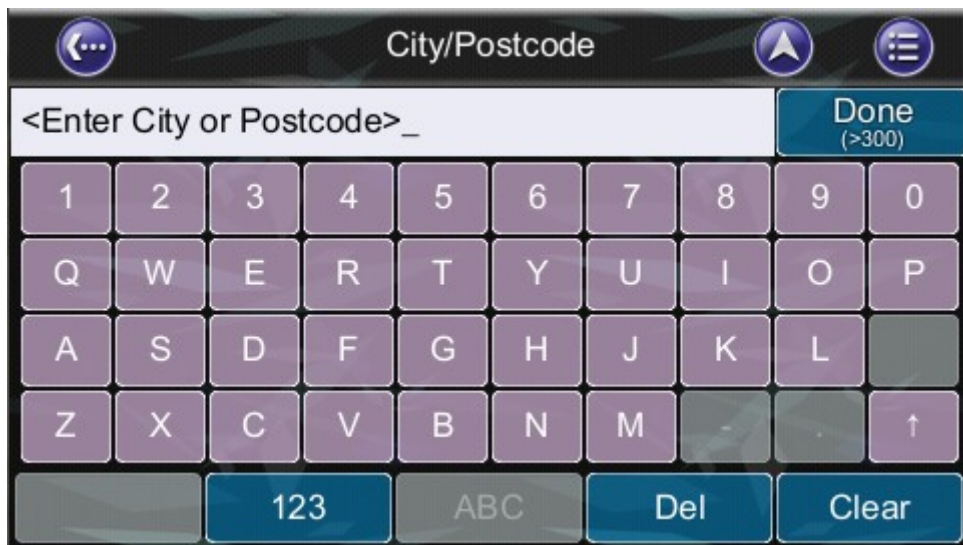 City/Postcode
<Enter City or Postcode>_
Done
(>300)
1 2 3 4 5 6 7 8 9 0
Q W E R T Y U I O P
A S D F G H J K L
Z X C V B N M - . ↑
123 ABC Del Clear